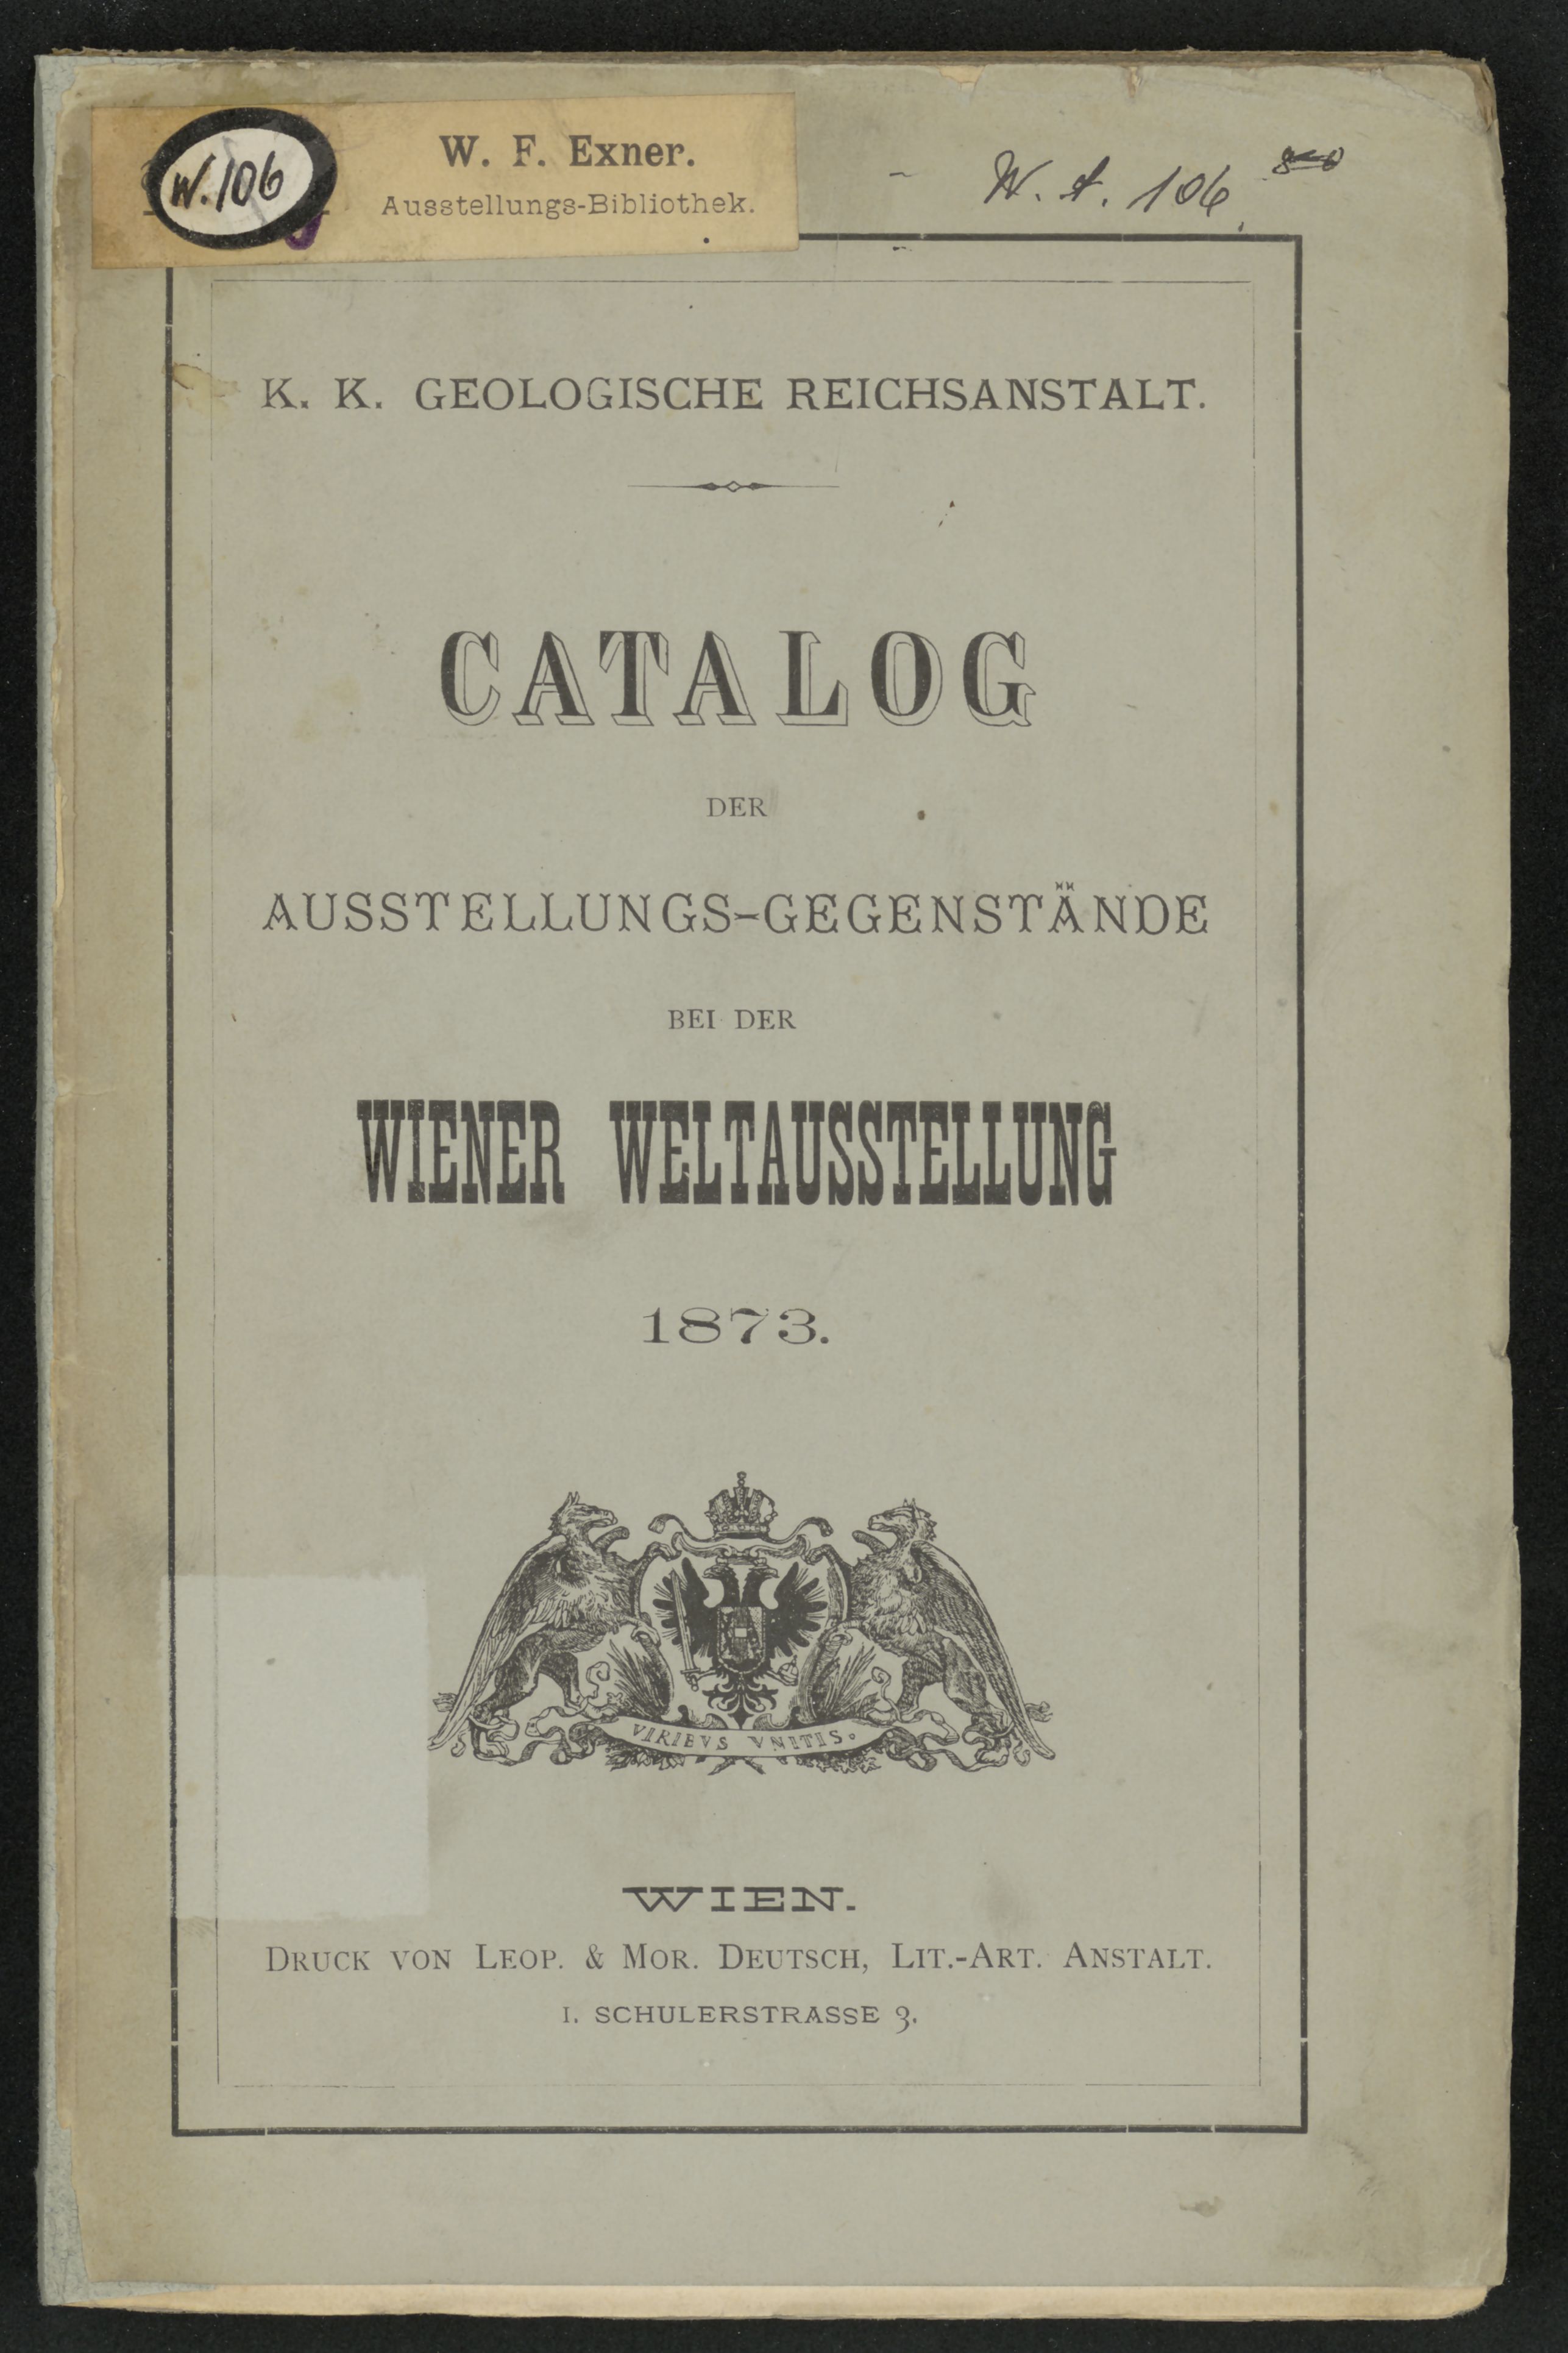 W. 106
W. F. Exner.
Ausstellungs-Bibliothek.
W. A. 106
K. K. GEOLOGISCHE REICHSANSTALT.
CATALOG
DER
AUSSTELLUNGS-GEGENSTÄNDE
BEI DER
WIENER WELTAUSSTELLUNG
1873.
VIRIBVS VNITIS.
WIEN.
DRUCK VON LEOP. & MOR. DEUTSCH, LIT.-ART. ANSTALT.
I. SCHULERSTRASSE 3.